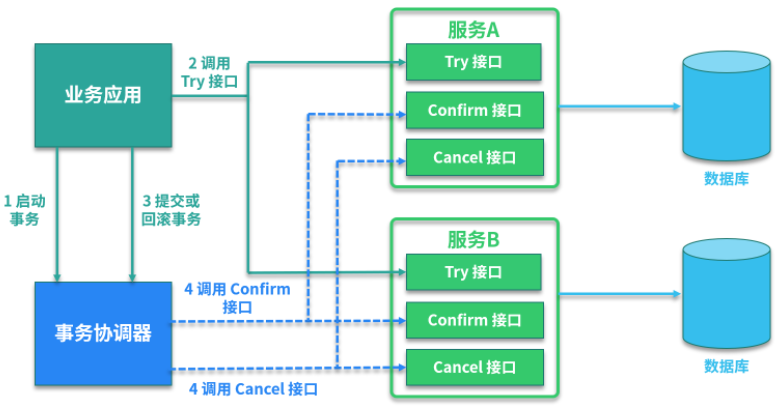 服务A
2 调用
Try 接口
Try 接口
业务应用
Confirm 接口
Cancel 接口
数据库
1 启动
事务
3 提交或
回滚事务
服务B
Try 接口
4 调用 Confirm
接口
Confirm 接口
事务协调器
Cancel 接口
数据库
4 调用 Cancel 接口